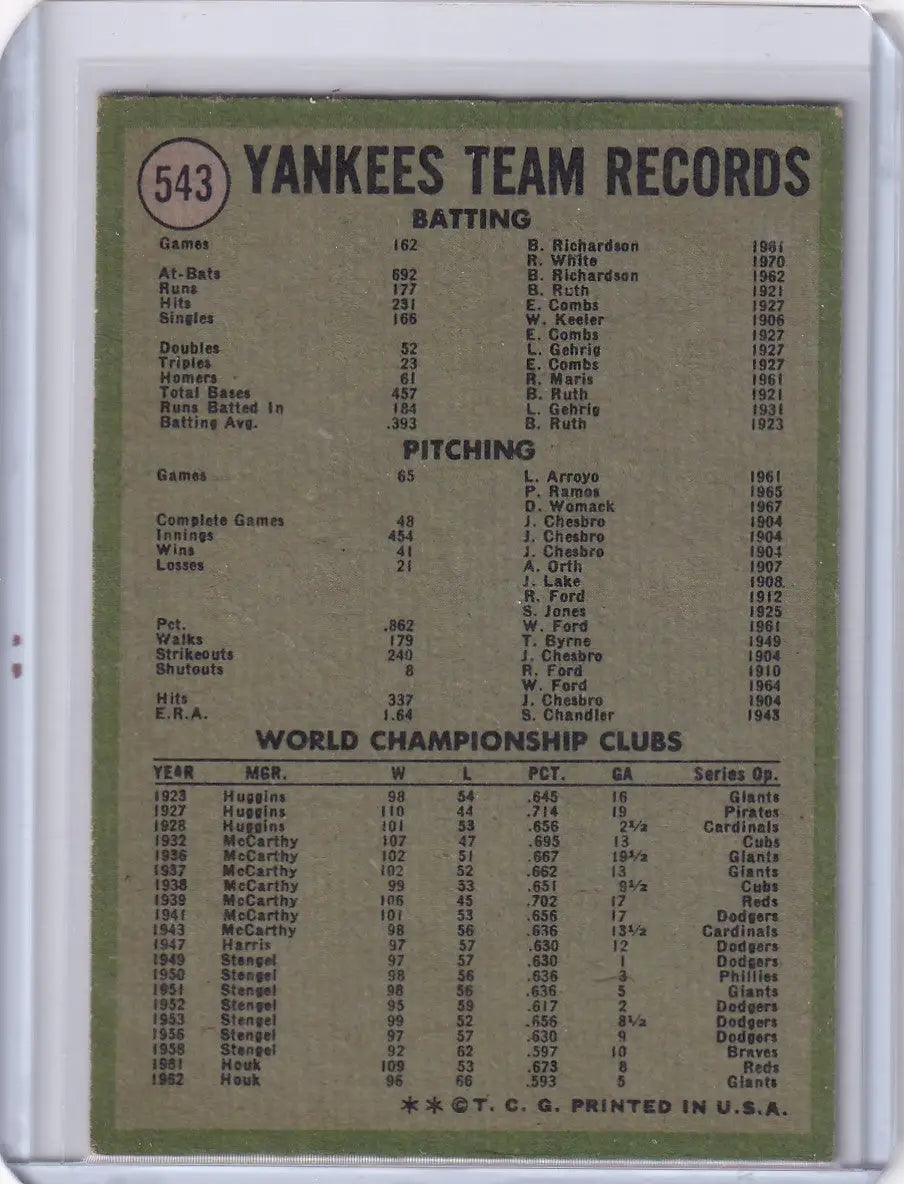 543 YANKEES TEAM RECORDS
BATTING
Games 162 B. Richardson 1961
R. White 1970
At-Bats 692 B. Richardson 1962
Runs 177 B. Ruth 1921
Hits 231 E. Combs 1927
Singles 166 W. Keeler 1906
E. Combs 1927
Doubles 52 L. Gehrig 1927
Triples 23 E. Combs 1927
Homers 61 R. Maris 1961
Total Bases 457 B. Ruth 1921
Runs Batted In 184 L. Gehrig 1931
Batting Avg. .393 B. Ruth 1923
PITCHING
Games 65 L. Arroyo 1961
P. Ramos 1965
D. Womack 1967
Complete Games 48 J. Chesbro 1904
Innings 454 J. Chesbro 1904
Wins 41 J. Chesbro 1904
Losses 21 A. Orth 1907
J. Lake 1908
R. Ford 1912
S. Jones 1925
Pct. .862 W. Ford 1961
Walks 179 T. Byrne 1949
Strikeouts 240 J. Chesbro 1904
Shutouts 8 R. Ford 1910
W. Ford 1964
Hits 337 J. Chesbro 1904
E.R.A. 1.64 S. Chandler 1943
WORLD CHAMPIONSHIP CLUBS
YEAR MGR. W L PCT. GA Series Op.
1923 Huggins 98 54 .645 16 Giants
1927 Huggins 110 44 .714 19 Pirates
1928 Huggins 101 53 .656 2½ Cardinals
1932 McCarthy 107 47 .695 13 Cubs
1936 McCarthy 102 51 .667 19½ Giants
1937 McCarthy 102 52 .662 13 Giants
1938 McCarthy 99 53 .651 9½ Cubs
1939 McCarthy 106 45 .702 17 Reds
1941 McCarthy 101 53 .656 17 Dodgers
1943 McCarthy 98 56 .636 13½ Cardinals
1947 Harris 97 57 .630 12 Dodgers
1949 Stengel 97 57 .630 1 Dodgers
1950 Stengel 98 56 .636 3 Phillies
1951 Stengel 98 56 .636 5 Giants
1952 Stengel 95 59 .617 2 Dodgers
1953 Stengel 99 52 .656 8½ Dodgers
1956 Stengel 97 57 .630 9 Dodgers
1958 Stengel 92 62 .597 10 Braves
1961 Houk 109 53 .673 8 Reds
1962 Houk 96 66 .593 5 Giants
**©T. C. G. PRINTED IN U.S.A.